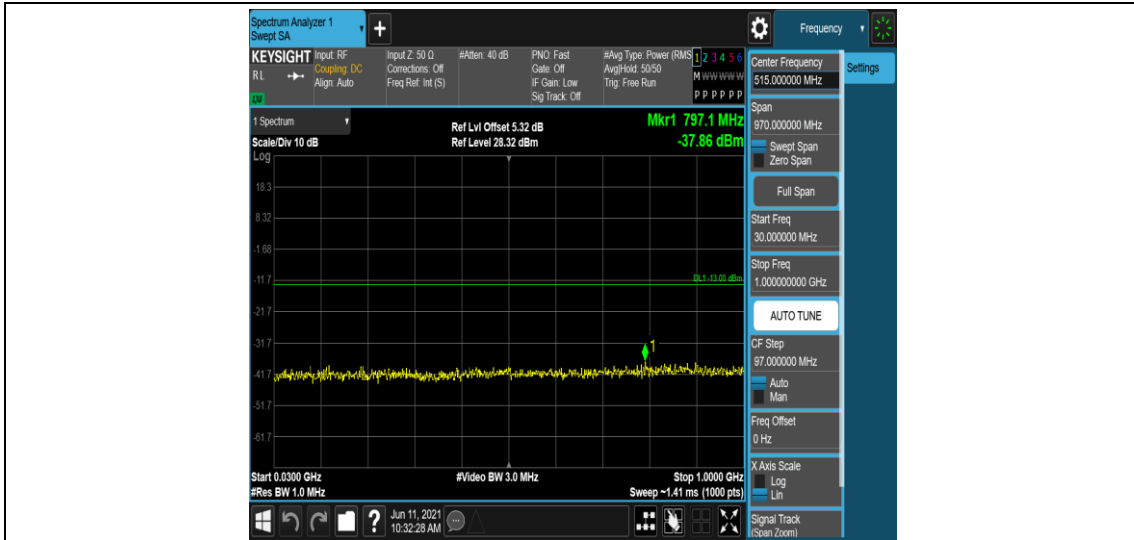 Spectrum Analyzer 1
Swept SA
Frequency
KEYSIGHT
RL
Input: RF
Coupling: DC
Align: Auto
Input Z: 50 Ω
Corrections: Off
Freq Ref: Int (S)
#Atten: 40 dB
PNO: Fast
Gate: Off
IF Gain: Low
Sig Track: Off
#Avg Type: Power (RMS
Avg|Hold: 50/50
Trig: Free Run
1 2 3 4 5 6
M W W W W W
P P P P P P
1 Spectrum
Scale/Div 10 dB
Log
Ref Lvl Offset 5.32 dB
Ref Level 28.32 dBm
Mkr1 797.1 MHz
-37.86 dBm
18.3
8.32
-1.68
-11.7
DL1 -13.00 dBm
-21.7
-31.7
1
-41.7
-51.7
-61.7
Start 0.0300 GHz
#Res BW 1.0 MHz
#Video BW 3.0 MHz
Stop 1.0000 GHz
Sweep ~1.41 ms (1000 pts)
Jun 11, 2021
10:32:28 AM
Center Frequency
515.000000 MHz
Settings
Span
970.000000 MHz
Swept Span
Zero Span
Full Span
Start Freq
30.000000 MHz
Stop Freq
1.000000000 GHz
AUTO TUNE
CF Step
97.000000 MHz
Auto
Man
Freq Offset
0 Hz
X Axis Scale
Log
Lin
Signal Track
(Span Zoom)